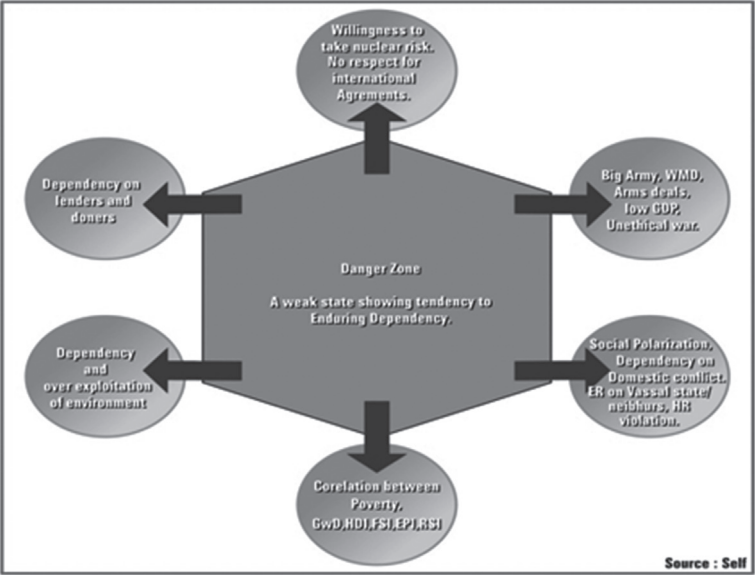 Willingness to
take nuclear risk.
No respect for
international
Agrements.
Dependency on
lenders and
doners
Big Army, WMD,
Arms deals,
low GDP,
Unethical war.
Danger Zone
A weak state showing tendency to
Enduring Dependency.
Dependency
and
over exploitation
of environment
Social Polarization,
Dependency on
Domestic conflict.
ER on Vassal state/
neibhurs, HR
violation.
Corelation between
Poverty,
GwD,HDI,FSI,EPI,RSI
Source : Self